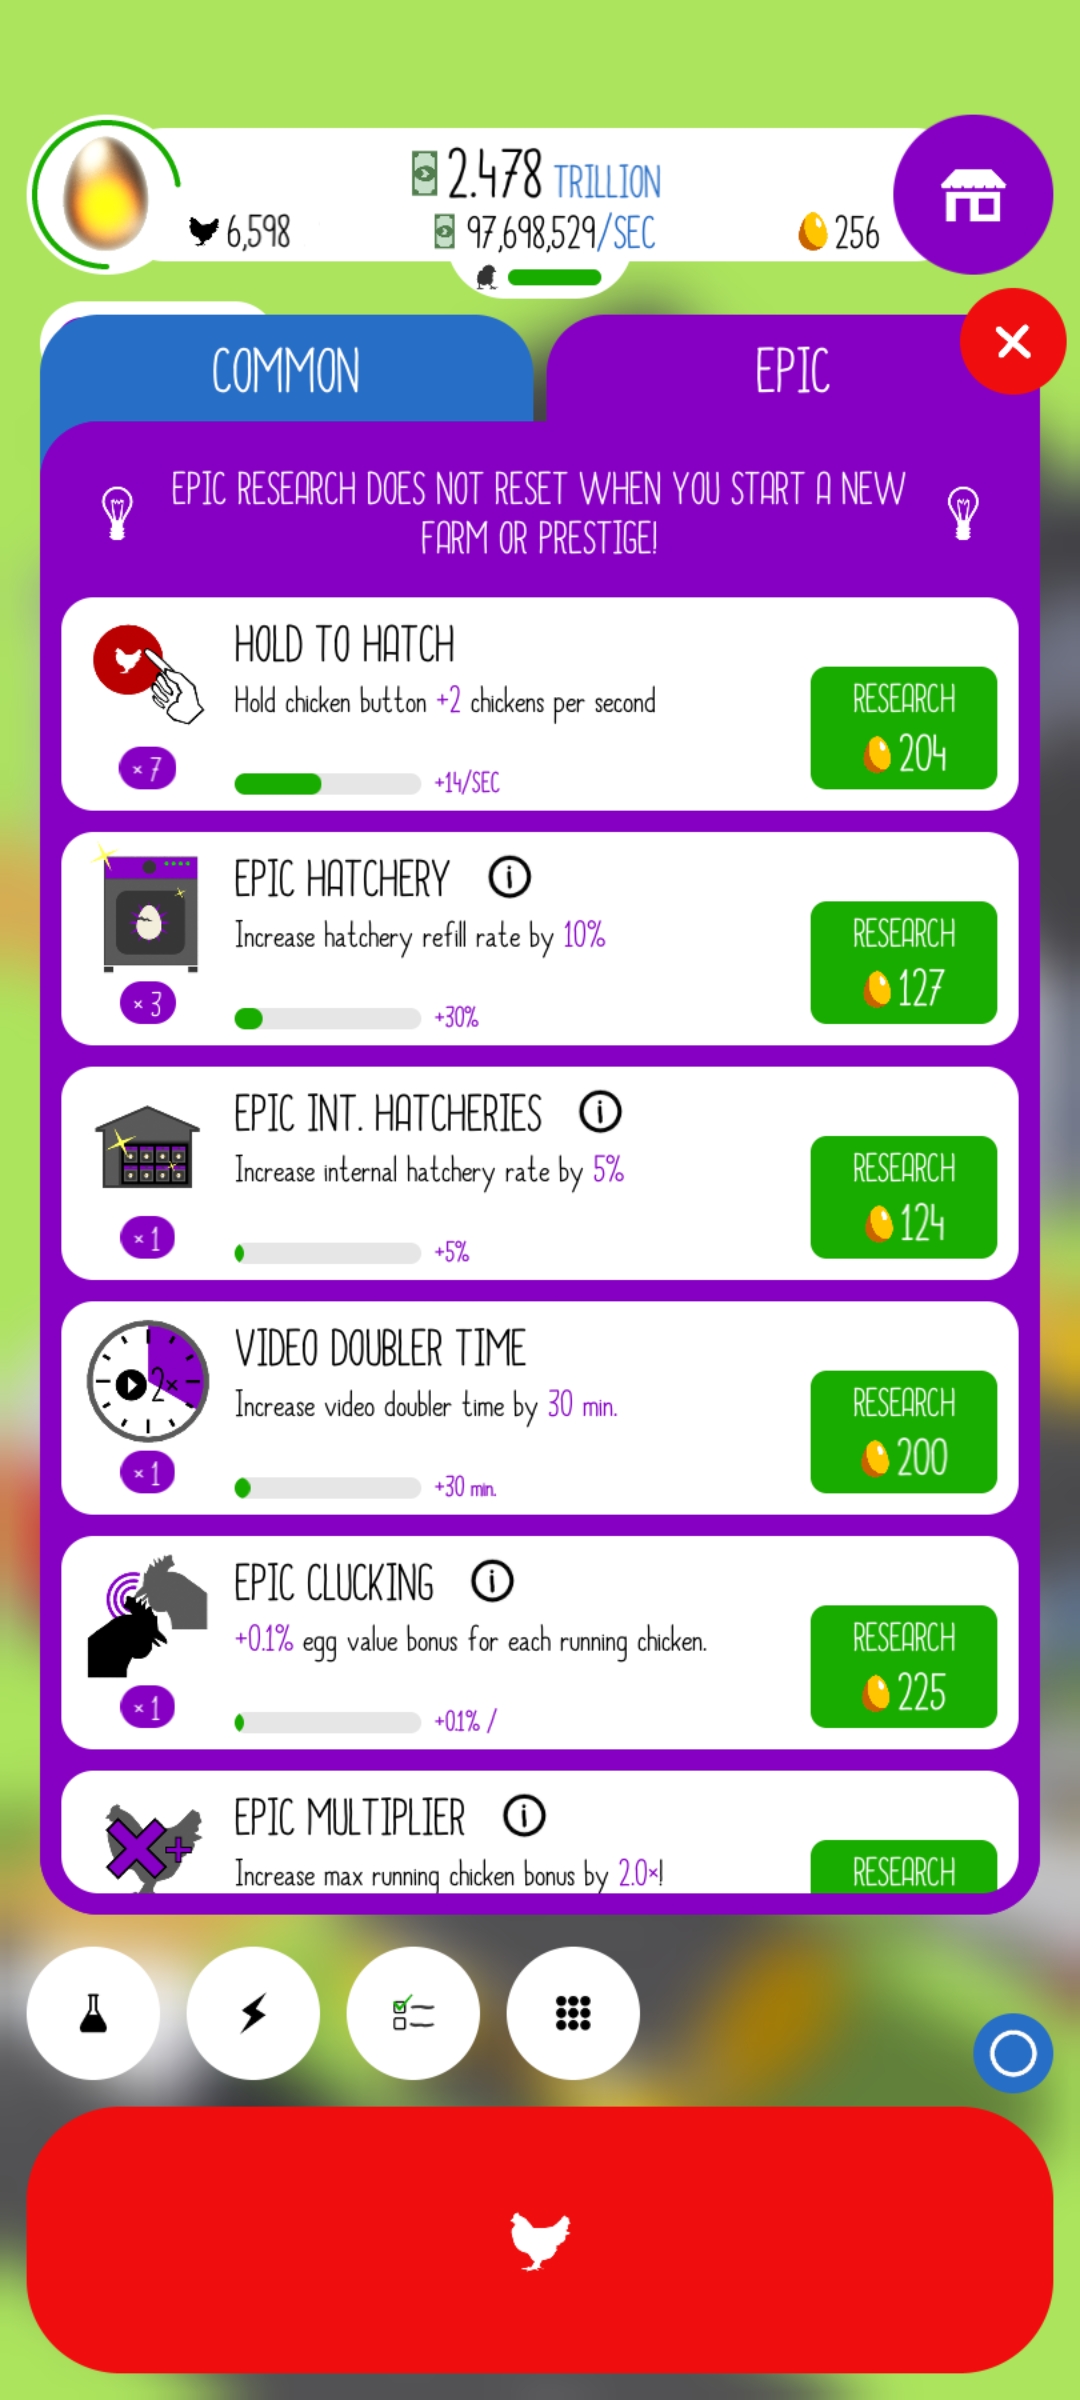 2.478 TRILLION
6,598
97,698,529/SEC
256
COMMON
EPIC
EPIC RESEARCH DOES NOT RESET WHEN YOU START A NEW
FARM OR PRESTIGE!
HOLD TO HATCH
Hold chicken button +2 chickens per second
RESEARCH
204
× 7
+14/SEC
EPIC HATCHERY
Increase hatchery refill rate by 10%
RESEARCH
127
× 3
+30%
EPIC INT. HATCHERIES
Increase internal hatchery rate by 5%
RESEARCH
124
× 1
+5%
VIDEO DOUBLER TIME
2×
Increase video doubler time by 30 min.
RESEARCH
200
× 1
+30 min.
EPIC CLUCKING
+0.1% egg value bonus for each running chicken.
RESEARCH
225
× 1
+0.1% /
EPIC MULTIPLIER
Increase max running chicken bonus by 2.0×!
RESEARCH